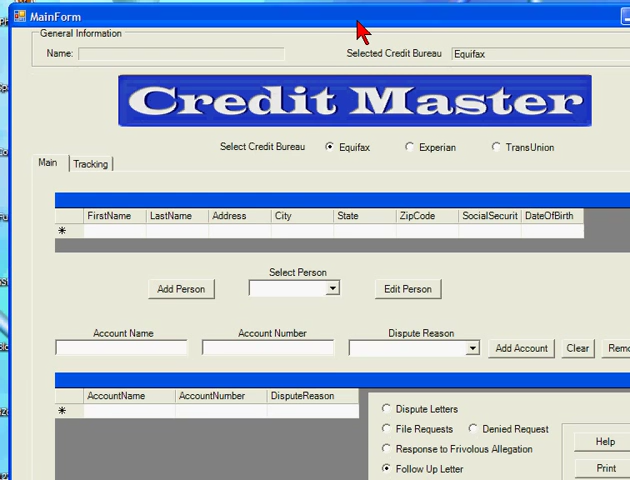 MainForm
General Information
Name:
Selected Credit Bureau Equifax
Credit Master
Select Credit Bureau Equifax Experian TransUnion
Main Tracking
FirstName LastName Address City State ZipCode SocialSecurit DateOfBirth
Select Person
Add Person Edit Person
Account Name Account Number Dispute Reason
Add Account Clear Remo
AccountName AccountNumber DisputeReason
Dispute Letters
File Requests Denied Request
Response to Frivolous Allegation
Help
Follow Up Letter
Print